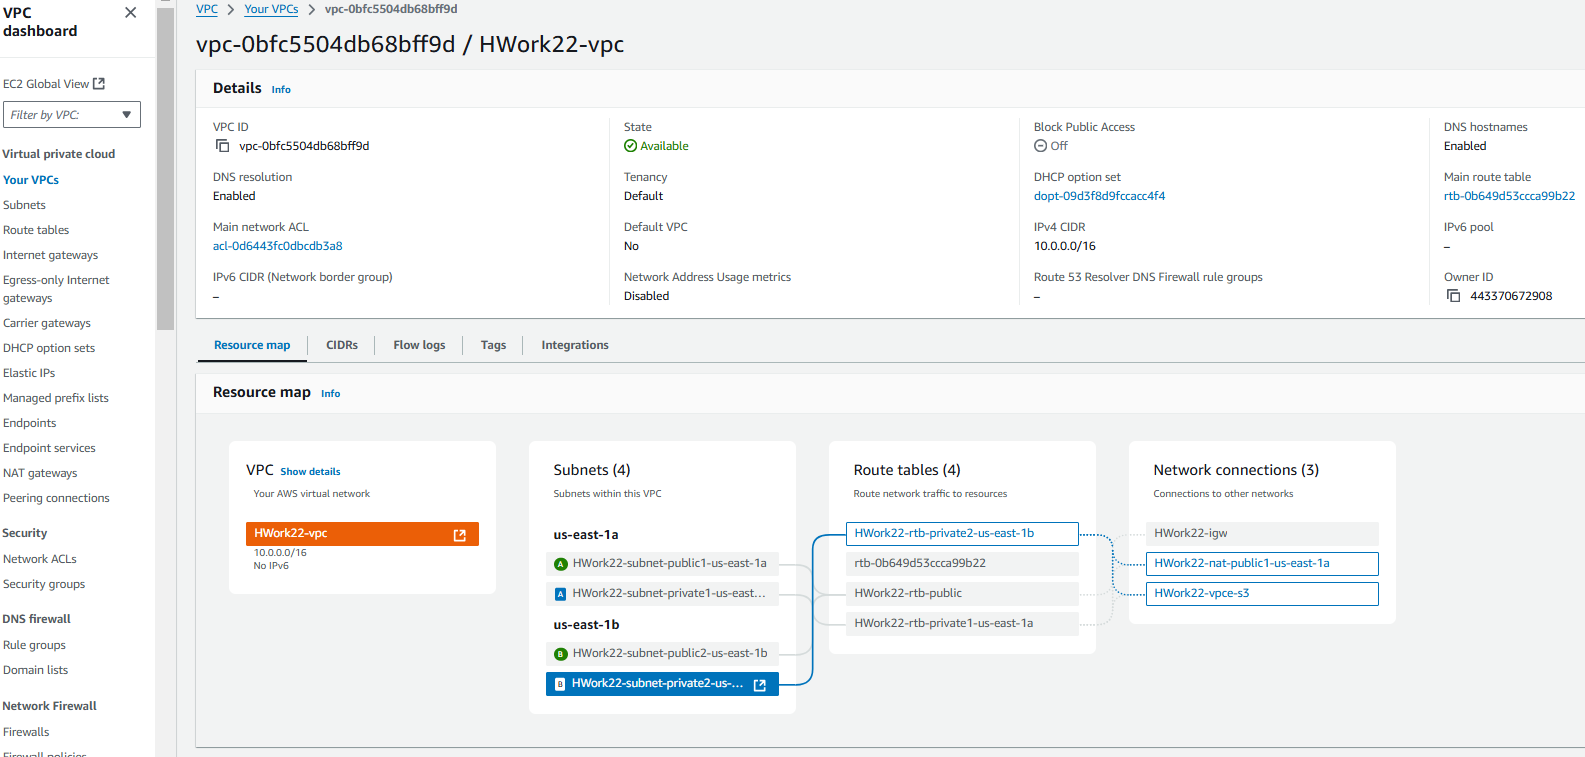 VPC dashboard
EC2 Global View
Filter by VPC:
Virtual private cloud
Your VPCs
Subnets
Route tables
Internet gateways
Egress-only Internet
gateways
Carrier gateways
DHCP option sets
Elastic IPs
Managed prefix lists
Endpoints
Endpoint services
NAT gateways
Peering connections
Security
Network ACLs
Security groups
DNS firewall
Rule groups
Domain lists
Network Firewall
Firewalls
Firewall policies
VPC > Your VPCs > vpc-0bfc5504db68bff9d
vpc-0bfc5504db68bff9d / HWork22-vpc
Details Info
VPC ID
vpc-0bfc5504db68bff9d
State
Available
Block Public Access
Off
DNS hostnames
Enabled
DNS resolution
Enabled
Tenancy
Default
DHCP option set
dopt-09d3f8d9fccacc4f4
Main route table
rtb-0b649d53ccca99b22
Main network ACL
acl-0d6443fc0dbcdb3a8
Default VPC
No
IPv4 CIDR
10.0.0.0/16
IPv6 pool
–
IPv6 CIDR (Network border group)
–
Network Address Usage metrics
Disabled
Route 53 Resolver DNS Firewall rule groups
–
Owner ID
443370672908
Resource map CIDRs Flow logs Tags Integrations
Resource map Info
VPC Show details
Your AWS virtual network
HWork22-vpc
10.0.0.0/16
No IPv6
Subnets (4)
Subnets within this VPC
us-east-1a
A HWork22-subnet-public1-us-east-1a
A HWork22-subnet-private1-us-east...
us-east-1b
B HWork22-subnet-public2-us-east-1b
B HWork22-subnet-private2-us-...
Route tables (4)
Route network traffic to resources
HWork22-rtb-private2-us-east-1b
rtb-0b649d53ccca99b22
HWork22-rtb-public
HWork22-rtb-private1-us-east-1a
Network connections (3)
Connections to other networks
HWork22-igw
HWork22-nat-public1-us-east-1a
HWork22-vpce-s3